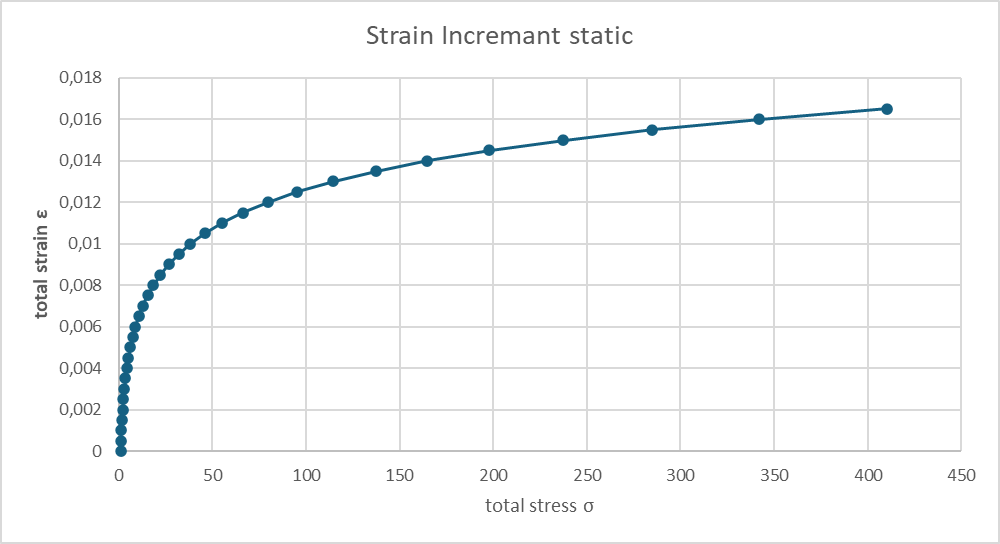 Strain Incremant static
0,018
0,016
0,014
0,012
0,01
0,008
0,006
0,004
0,002
0
total strain ε
0 50 100 150 200 250 300 350 400 450
total stress σ